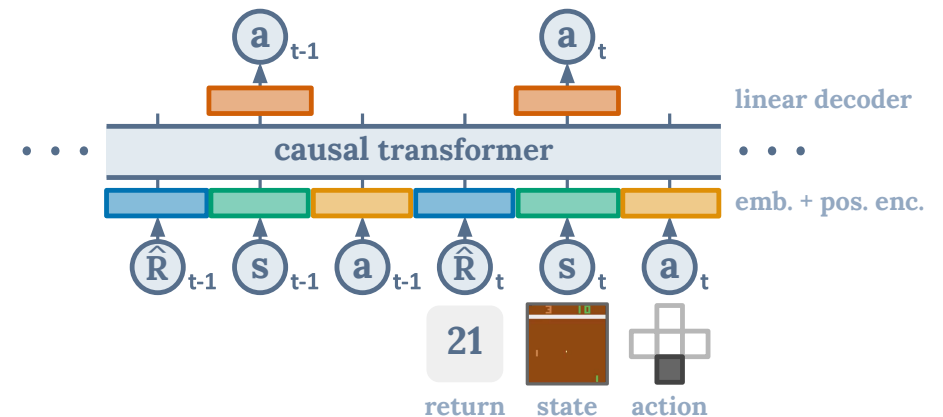 a t-1 a t
linear decoder
causal transformer
emb. + pos. enc.
R̂ t-1 s t-1 a t-1 R̂ t s t a t
3 10
21
return state action